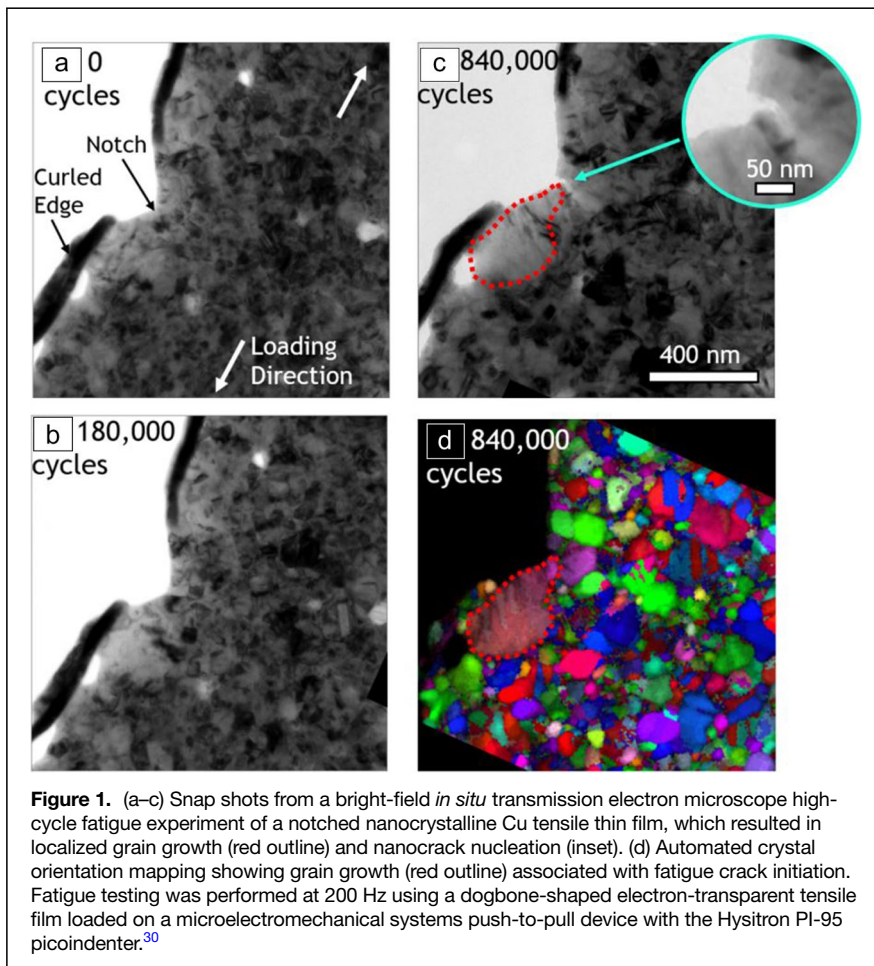 a 0
cycles
Notch
Curled
Edge
Loading
Direction
c 840,000
cycles
50 nm
400 nm
b 180,000
cycles
d 840,000
cycles
Figure 1. (a–c) Snap shots from a bright-field in situ transmission electron microscope high-
cycle fatigue experiment of a notched nanocrystalline Cu tensile thin film, which resulted in
localized grain growth (red outline) and nanocrack nucleation (inset). (d) Automated crystal
orientation mapping showing grain growth (red outline) associated with fatigue crack initiation.
Fatigue testing was performed at 200 Hz using a dogbone-shaped electron-transparent tensile
film loaded on a microelectromechanical systems push-to-pull device with the Hysitron PI-95
picoindenter.30